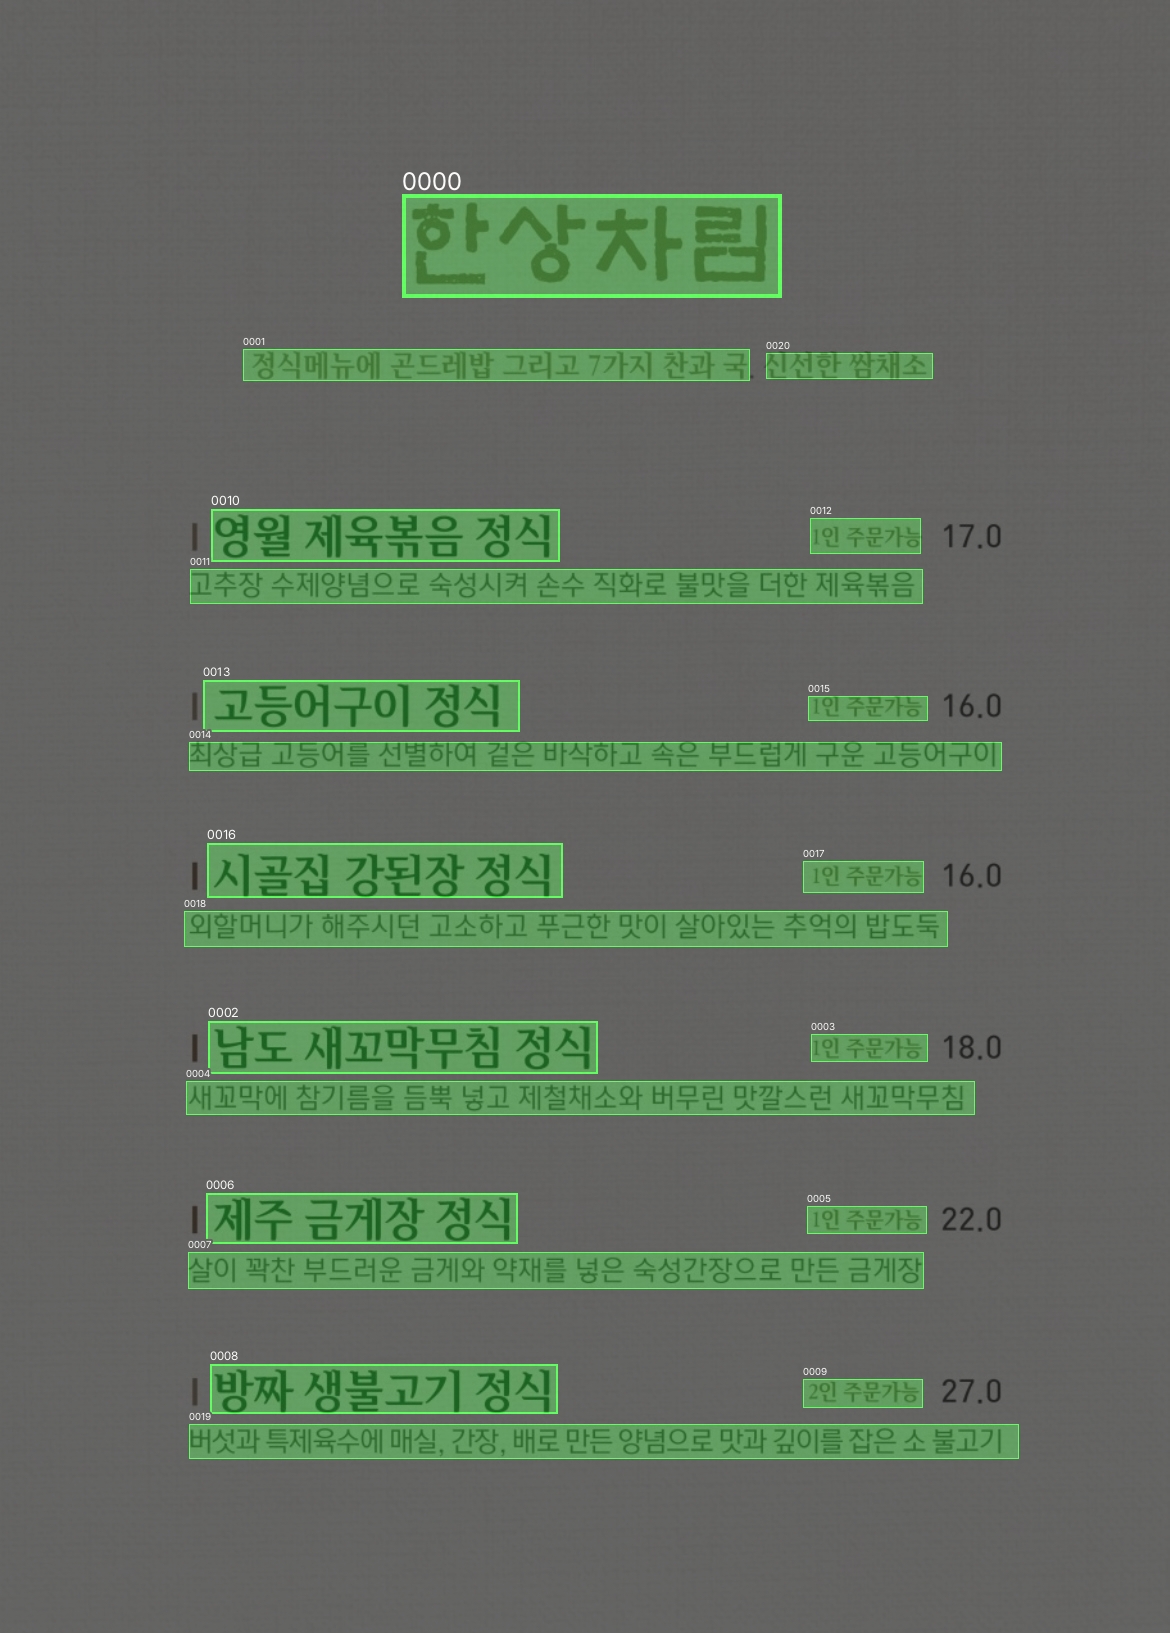 한상차림
정식메뉴에 곤드레밥 그리고 7가지 찬과 국, 신선한 쌈채소
영월 제육볶음 정식 1인 주문가능 17.0
고추장 수제양념으로 숙성시켜 손수 직화로 불맛을 더한 제육볶음
고등어구이 정식 1인 주문가능 16.0
최상급 고등어를 선별하여 겉은 바삭하고 속은 부드럽게 구운 고등어구이
시골집 강된장 정식 1인 주문가능 16.0
외할머니가 해주시던 고소하고 푸근한 맛이 살아있는 추억의 밥도둑
남도 새꼬막무침 정식 1인 주문가능 18.0
새꼬막에 참기름을 듬뿍 넣고 제철채소와 버무린 맛깔스런 새꼬막무침
제주 금게장 정식 1인 주문가능 22.0
살이 꽉찬 부드러운 금게와 약재를 넣은 숙성간장으로 만든 금게장
방짜 생불고기 정식 2인 주문가능 27.0
버섯과 특제육수에 매실, 간장, 배로 만든 양념으로 맛과 깊이를 잡은 소 불고기
0000
0001
0020
0010
0012
0011
0013
0015
0014
0016
0017
0018
0002
0003
0004
0006
0005
0007
0008
0009
0019